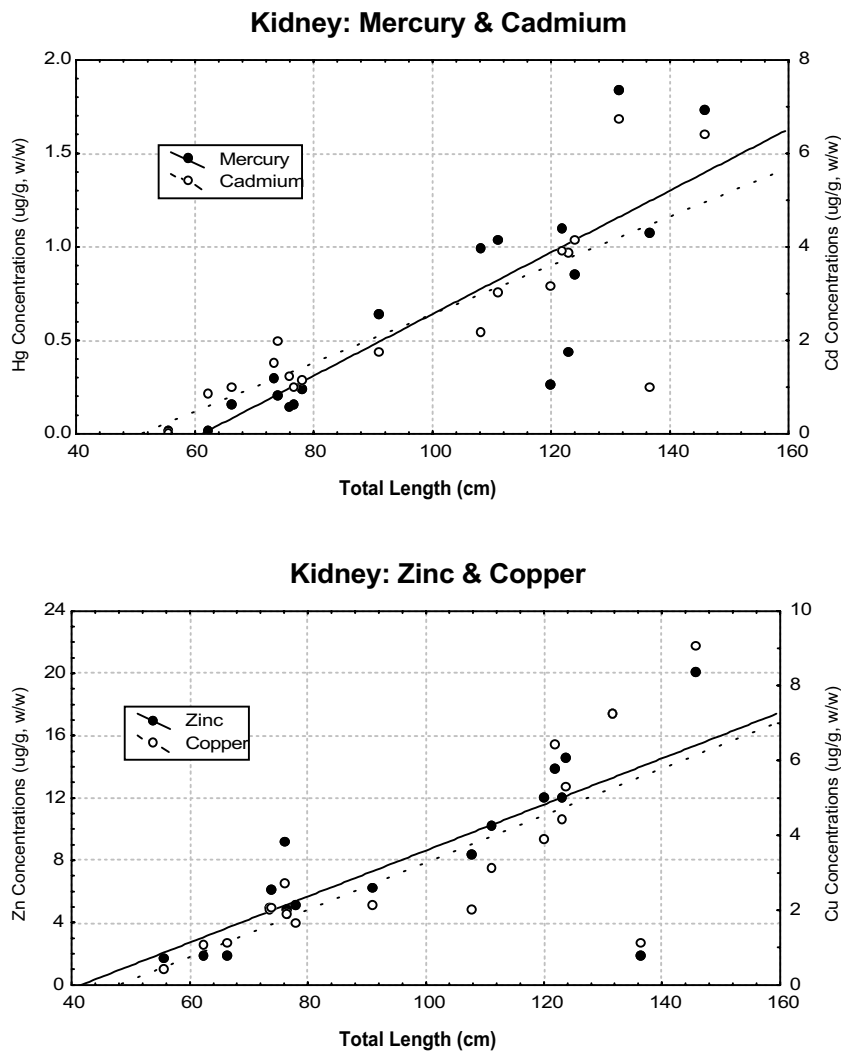 Kidney: Mercury & Cadmium
2.0
1.5
1.0
0.5
0.0
Hg Concentrations (ug/g, w/w)
Mercury
Cadmium
8
6
4
2
0
Cd Concentrations (ug/g, w/w)
40 60 80 100 120 140 160
Total Length (cm)
Kidney: Zinc & Copper
24
20
16
12
8
4
0
Zn Concentrations (ug/g, w/w)
Zinc
Copper
10
8
6
4
2
0
Cu Concentrations (ug/g, w/w)
40 60 80 100 120 140 160
Total Length (cm)